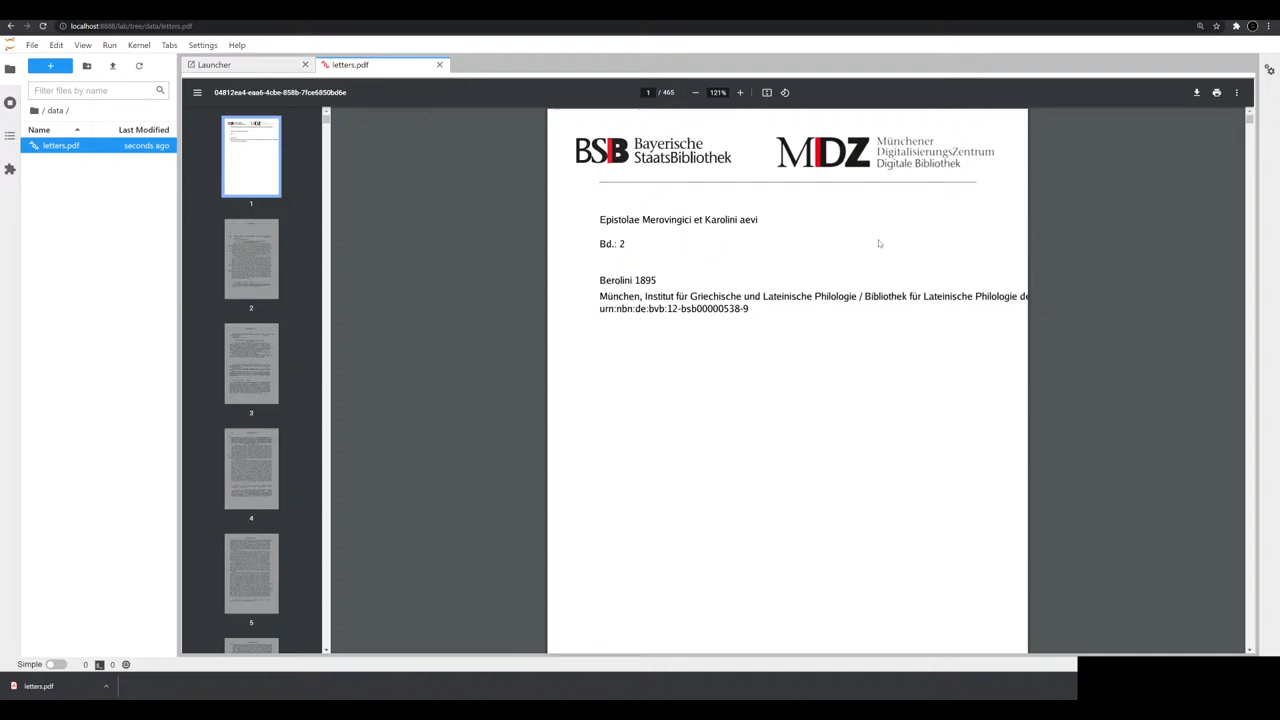 localhost:8888/lab/tree/data/letters.pdf
File Edit View Run Kernel Tabs Settings Help
Launcher
letters.pdf
+
Filter files by name
/ data /
Name Last Modified
letters.pdf seconds ago
04812ea4-eaa6-4cbe-858b-7fce6850bd6e
1 / 465
121%
1
2
3
4
5
BSB Bayerische
StaatsBibliothek
MDZ Münchener
DigitalisierungsZentrum
Digitale Bibliothek
Epistolae Merovingici et Karolini aevi
Bd.: 2
Berolini 1895
München, Institut für Griechische und Lateinische Philologie / Bibliothek für Lateinische Philologie de
urn:nbn:de:bvb:12-bsb00000538-9
Simple 0 0
letters.pdf